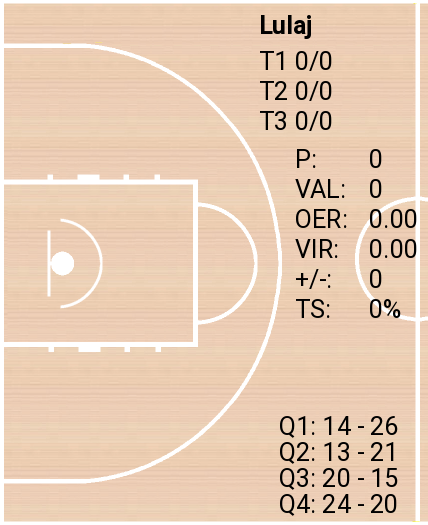 Lulaj
T1 0/0
T2 0/0
T3 0/0
P: 0
VAL: 0
OER: 0.00
VIR: 0.00
+/-: 0
TS: 0%
Q1: 14 - 26
Q2: 13 - 21
Q3: 20 - 15
Q4: 24 - 20